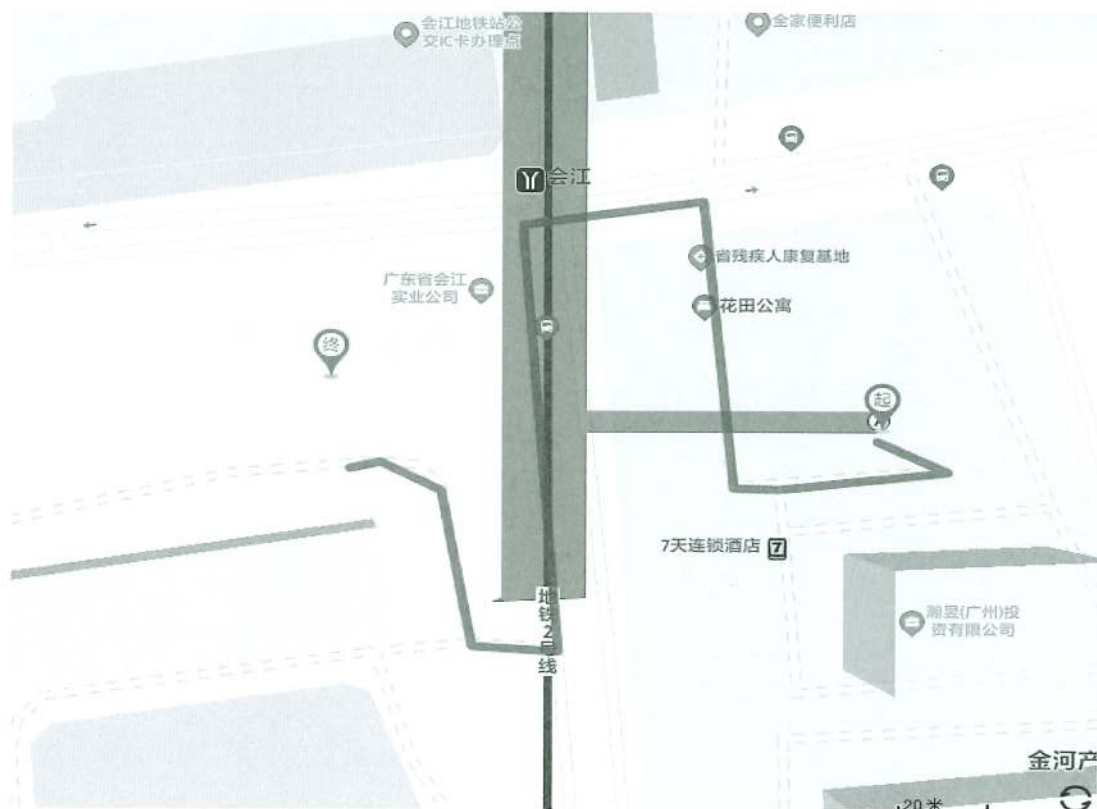 会江地铁站公
交IC卡办理点
全家便利店
会江
省残疾人康复基地
广东省会江
实业公司
花田公寓
终
起
7天连锁酒店
7
地铁2号线
瀚昱(广州)投
资有限公司
金河产
20米